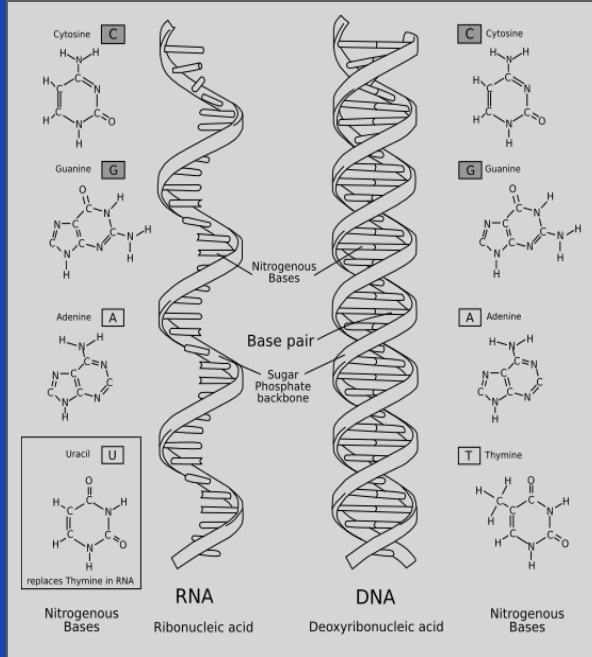 Cytosine C
C Cytosine
Guanine G
G Guanine
Nitrogenous
Bases
Adenine A
Base pair
A Adenine
Sugar
Phosphate
backbone
Uracil U
T Thymine
replaces Thymine in RNA
RNA
DNA
Nitrogenous
Bases
Ribonucleic acid
Deoxyribonucleic acid
Nitrogenous
Bases